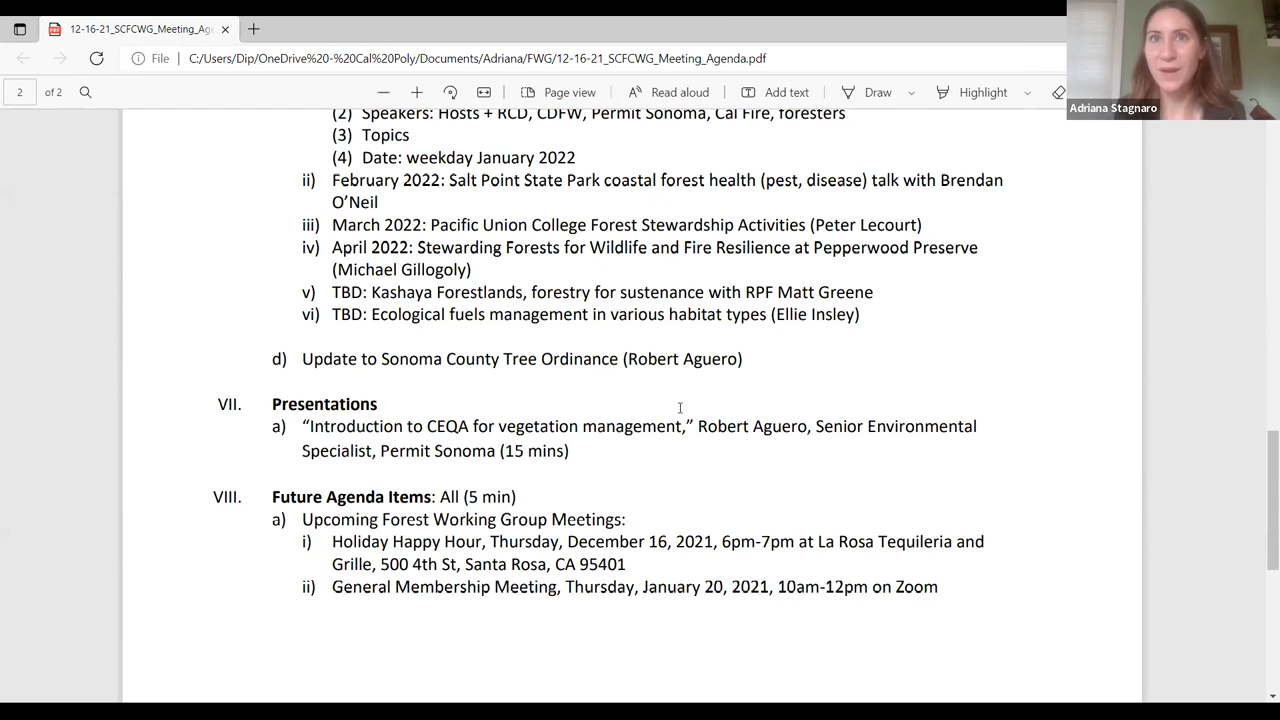 12-16-21_SCFCWG_Meeting_Age
File C:/Users/Dip/OneDrive%20-%20Cal%20Poly/Documents/Adriana/FWG/12-16-21_SCFCWG_Meeting_Agenda.pdf
Adriana Stagnaro
2 of 2 Page view Read aloud Add text Draw Highlight
(2) Speakers: Hosts + RCD, CDFW, Permit Sonoma, Cal Fire, foresters
(3) Topics
(4) Date: weekday January 2022
ii) February 2022: Salt Point State Park coastal forest health (pest, disease) talk with Brendan
O’Neil
iii) March 2022: Pacific Union College Forest Stewardship Activities (Peter Lecourt)
iv) April 2022: Stewarding Forests for Wildlife and Fire Resilience at Pepperwood Preserve
(Michael Gillogoly)
v) TBD: Kashaya Forestlands, forestry for sustenance with RPF Matt Greene
vi) TBD: Ecological fuels management in various habitat types (Ellie Insley)
d) Update to Sonoma County Tree Ordinance (Robert Aguero)
VII. Presentations
a) “Introduction to CEQA for vegetation management,” Robert Aguero, Senior Environmental
Specialist, Permit Sonoma (15 mins)
VIII. Future Agenda Items: All (5 min)
a) Upcoming Forest Working Group Meetings:
i) Holiday Happy Hour, Thursday, December 16, 2021, 6pm-7pm at La Rosa Tequileria and
Grille, 500 4th St, Santa Rosa, CA 95401
ii) General Membership Meeting, Thursday, January 20, 2021, 10am-12pm on Zoom